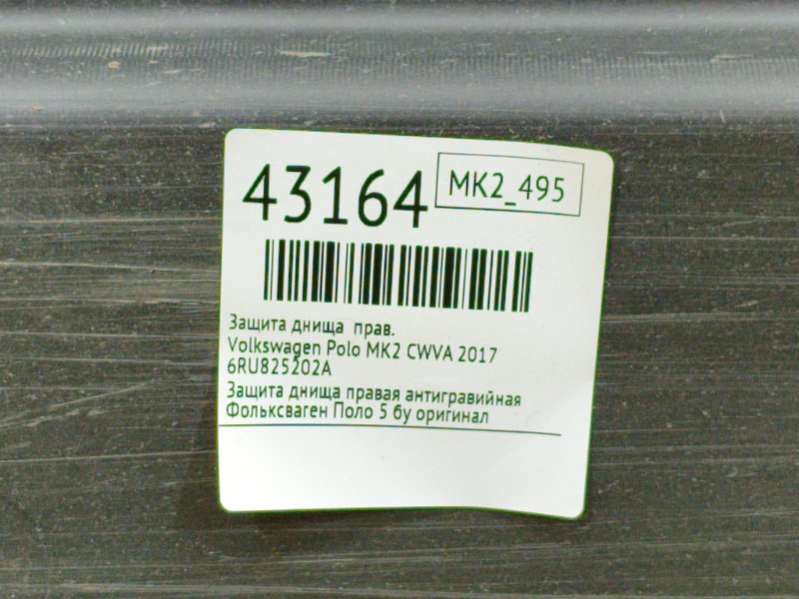 43164
MK2_495
Защита днища прав.
Volkswagen Polo MK2 CWVA 2017
6RU825202A
Защита днища правая антигравийная
Фольксваген Поло 5 бу оригинал